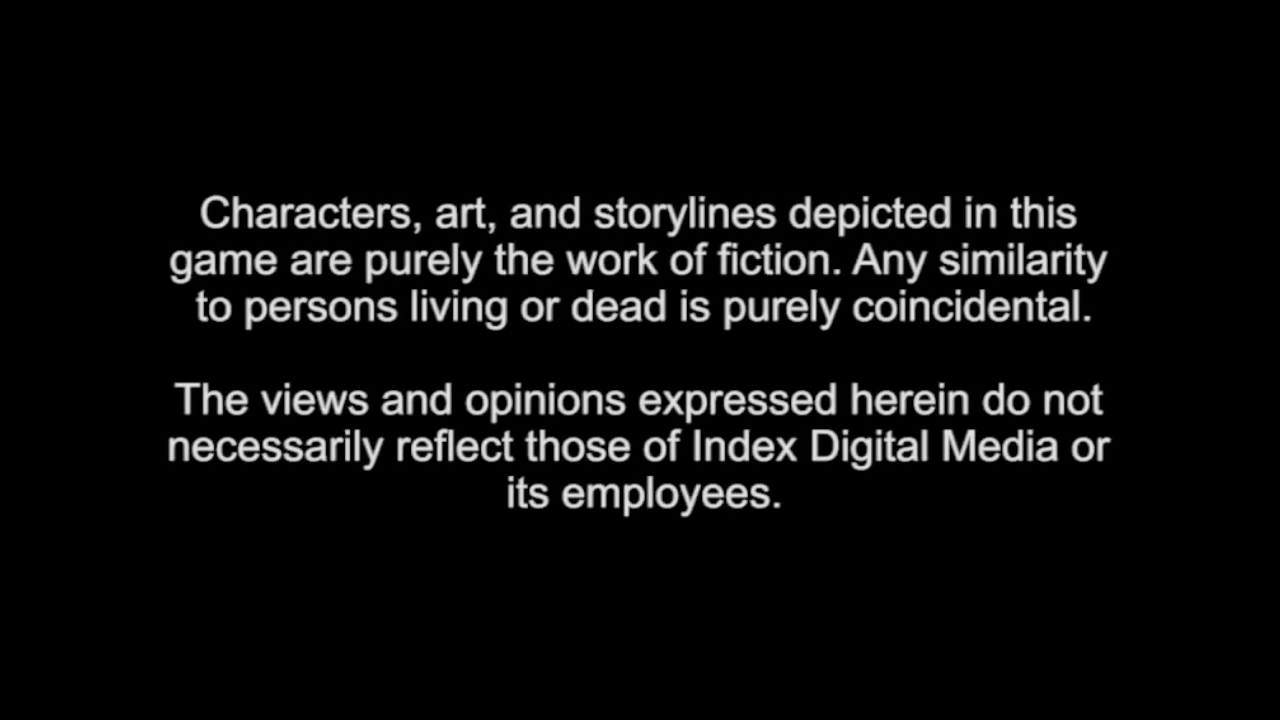 Characters, art, and storylines depicted in this
game are purely the work of fiction. Any similarity
to persons living or dead is purely coincidental.
The views and opinions expressed herein do not
necessarily reflect those of Index Digital Media or
its employees.